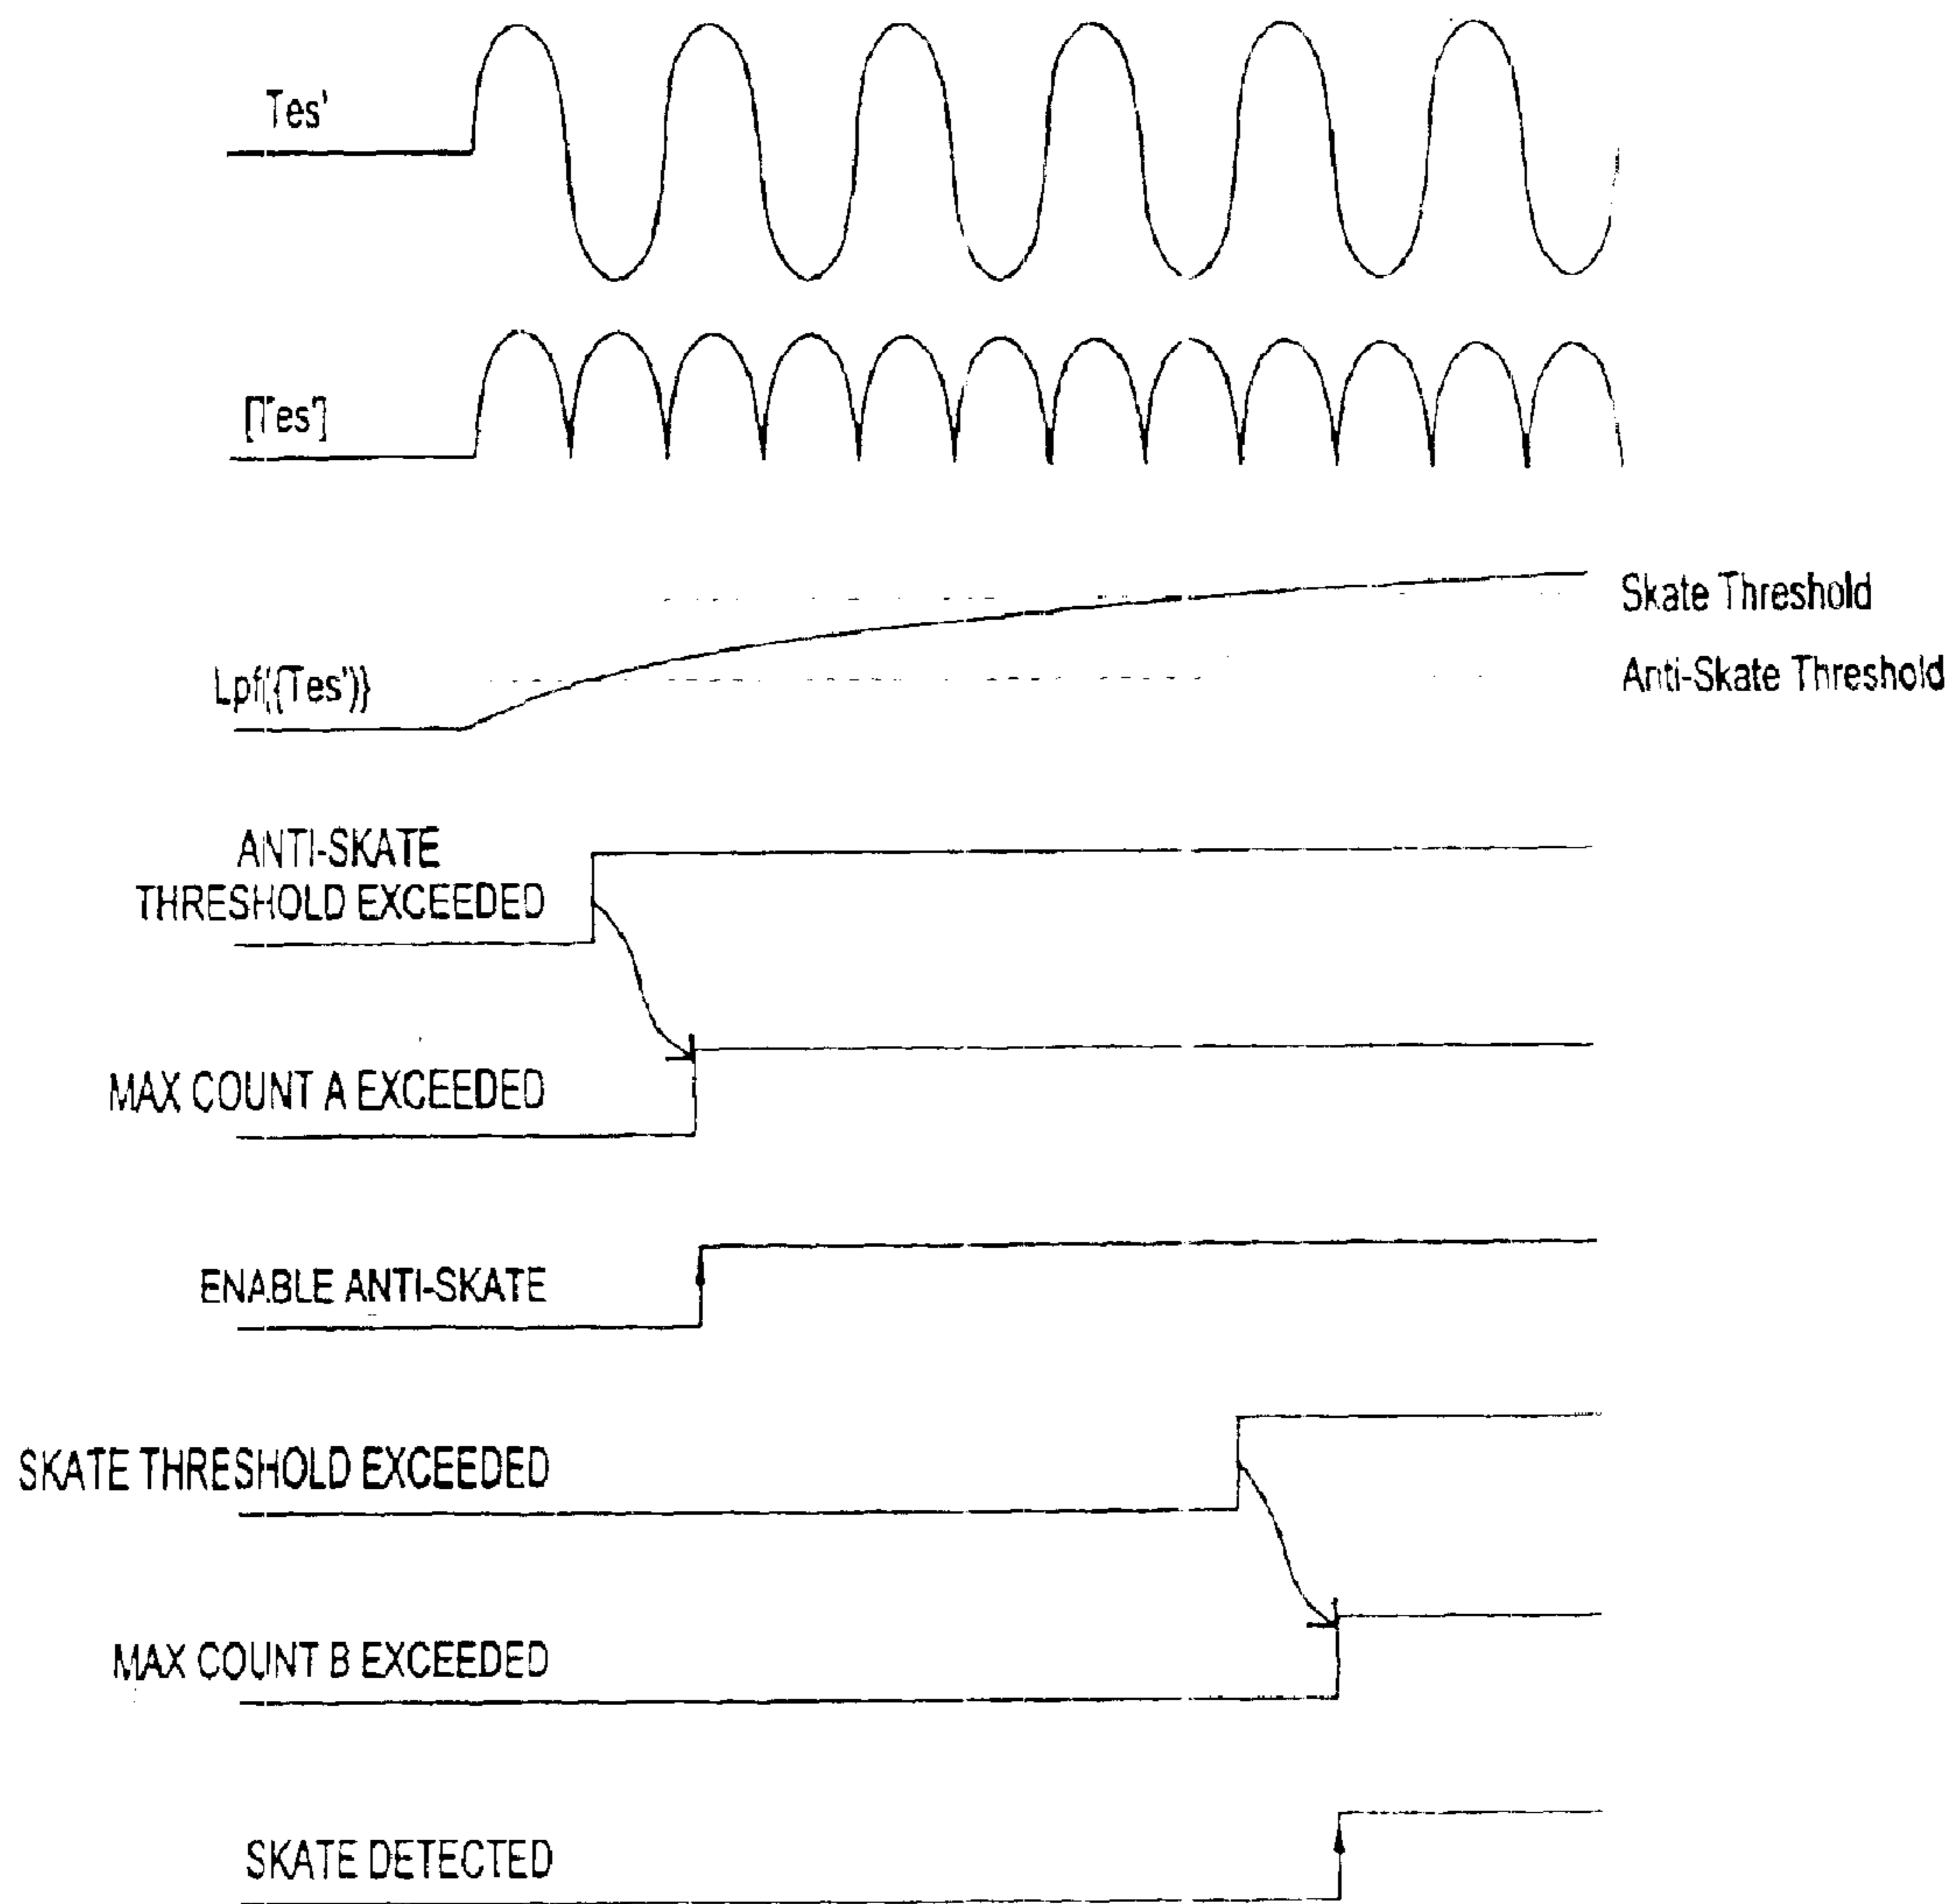 Tes'
[Tes']
Skate Threshold
Lpf{(Tes')}
Anti-Skate Threshold
ANTI-SKATE
THRESHOLD EXCEEDED
MAX COUNT A EXCEEDED
ENABLE ANTI-SKATE
SKATE THRESHOLD EXCEEDED
MAX COUNT B EXCEEDED
SKATE DETECTED